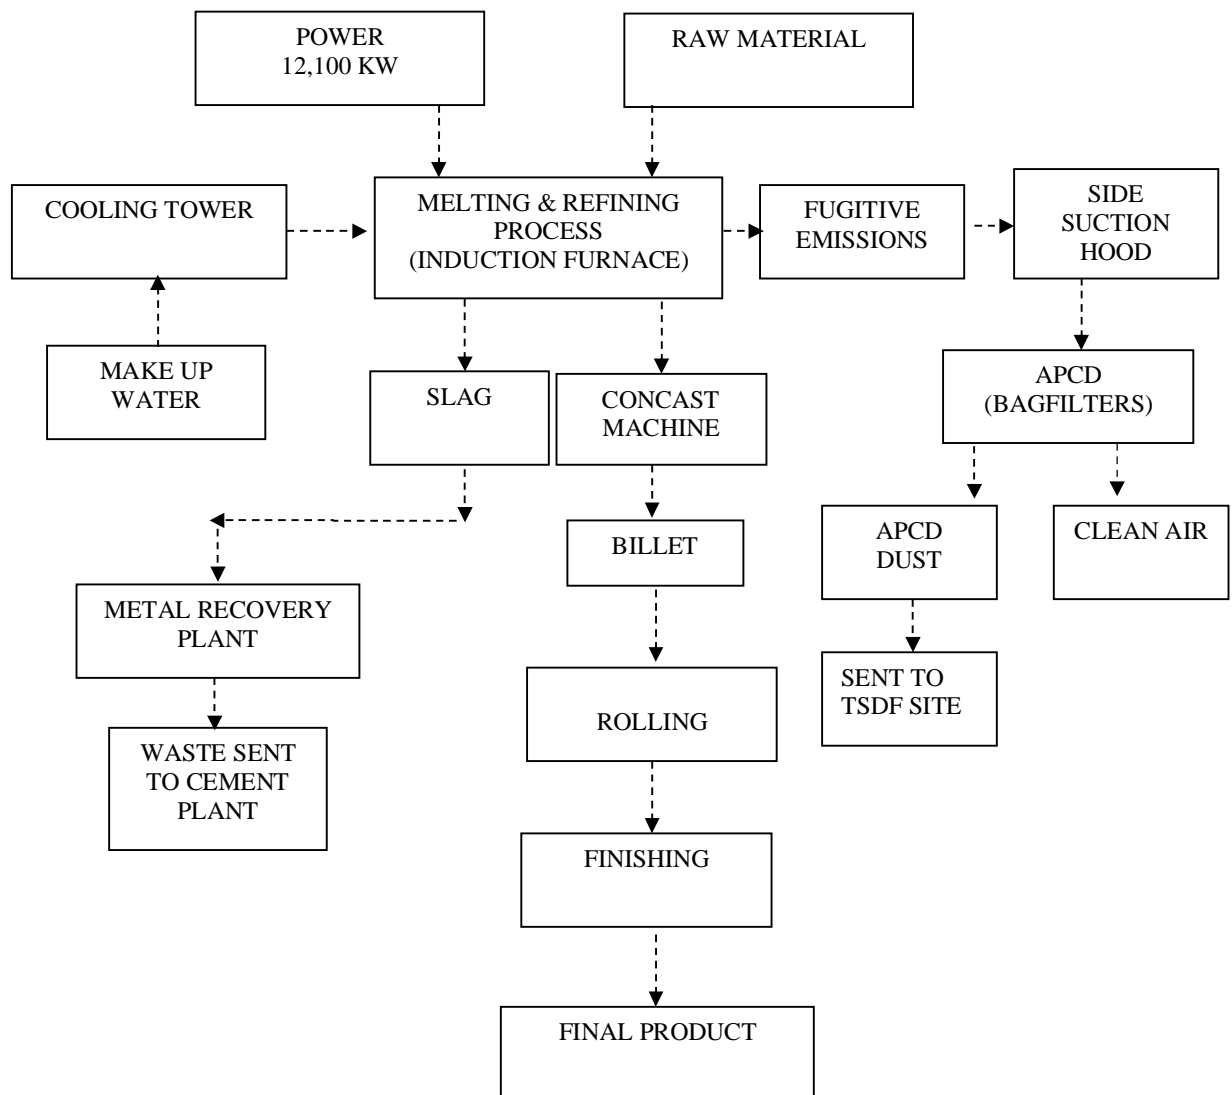 POWER
12,100 KW
RAW MATERIAL
COOLING TOWER
MELTING & REFINING
PROCESS
(INDUCTION FURNACE)
FUGITIVE
EMISSIONS
SIDE
SUCTION
HOOD
MAKE UP
WATER
SLAG
CONCAST
MACHINE
APCD
(BAGFILTERS)
BILLET
APCD
DUST
CLEAN AIR
METAL RECOVERY
PLANT
ROLLING
SENT TO
TSDF SITE
WASTE SENT
TO CEMENT
PLANT
FINISHING
FINAL PRODUCT